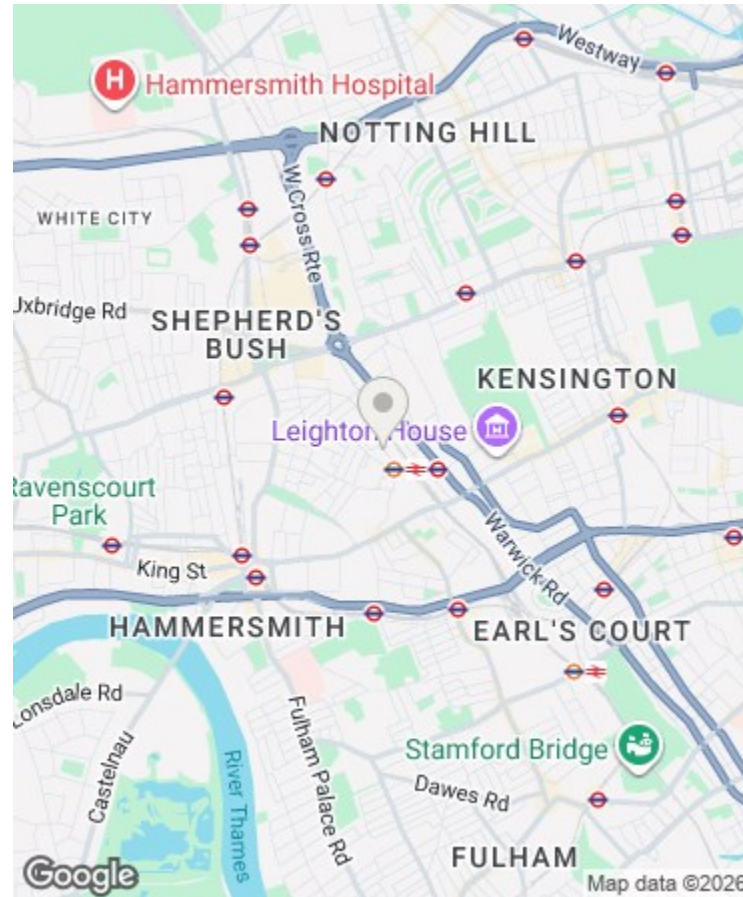 Westway
H
Hammersmith Hospital
NOTTING HILL
W Cross Rte
WHITE CITY
Uxbridge Rd
SHEPHERD'S
BUSH
KENSINGTON
Leighton House
Ravenscourt
Park
Warwick Rd
King St
HAMMERSMITH
EARL'S COURT
Lonsdale Rd
Castelnau
River Thames
Fulham Palace Rd
Stamford Bridge
Dawes Rd
FULHAM
Google
Map data ©2026